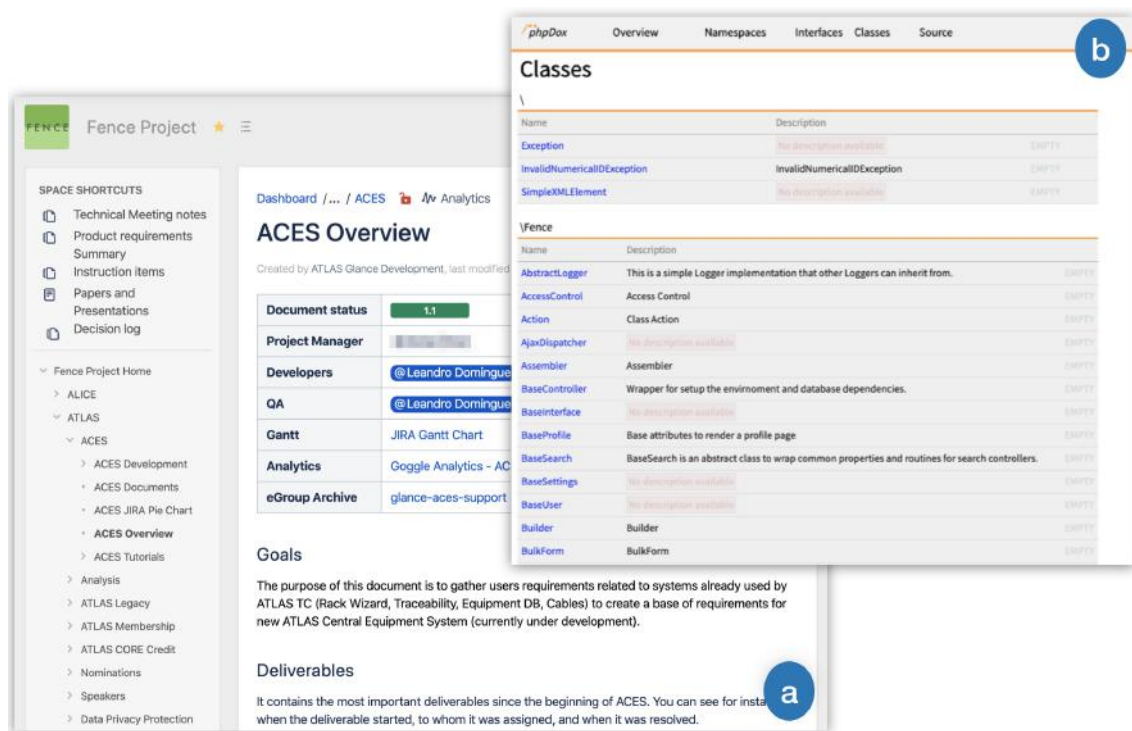 phpDox Overview Namespaces Interfaces Classes Source
b
Classes
\
Name Description
Exception No description available EMPTY
InvalidNumericalIDException InvalidNumericalIDException EMPTY
SimpleXMLElement No description available EMPTY
\Fence
Name Description
AbstractLogger This is a simple Logger implementation that other Loggers can inherit from. EMPTY
AccessControl Access Control EMPTY
Action Class Action EMPTY
AjaxDispatcher No description available EMPTY
Assembler Assembler EMPTY
BaseController Wrapper for setup the envirnoment and database dependencies. EMPTY
BaseInterface No description available EMPTY
BaseProfile Base attributes to render a profile page EMPTY
BaseSearch BaseSearch is an abstract class to wrap common properties and routines for search controllers. EMPTY
BaseSettings No description available EMPTY
BaseUser No description available EMPTY
Builder Builder EMPTY
BulkForm BulkForm EMPTY
FENCE Fence Project
SPACE SHORTCUTS
Technical Meeting notes
Product requirements
Summary
Instruction items
Papers and
Presentations
Decision log
Fence Project Home
ALICE
ATLAS
ACES
ACES Development
ACES Documents
ACES JIRA Pie Chart
ACES Overview
ACES Tutorials
Analysis
ATLAS Legacy
ATLAS Membership
ATLAS CORE Credit
Nominations
Speakers
Data Privacy Protection
Dashboard /... / ACES Analytics
ACES Overview
Created by ATLAS Glance Development, last modified
Document status 1.1
Project Manager
Developers @Leandro Domingue
QA @Leandro Domingue
Gantt JIRA Gantt Chart
Analytics Goggle Analytics - AC
eGroup Archive glance-aces-support
Goals
The purpose of this document is to gather users requirements related to systems already used by
ATLAS TC (Rack Wizard, Traceability, Equipment DB, Cables) to create a base of requirements for
new ATLAS Central Equipment System (currently under development).
Deliverables
It contains the most important deliverables since the beginning of ACES. You can see for insta
when the deliverable started, to whom it was assigned, and when it was resolved.
a